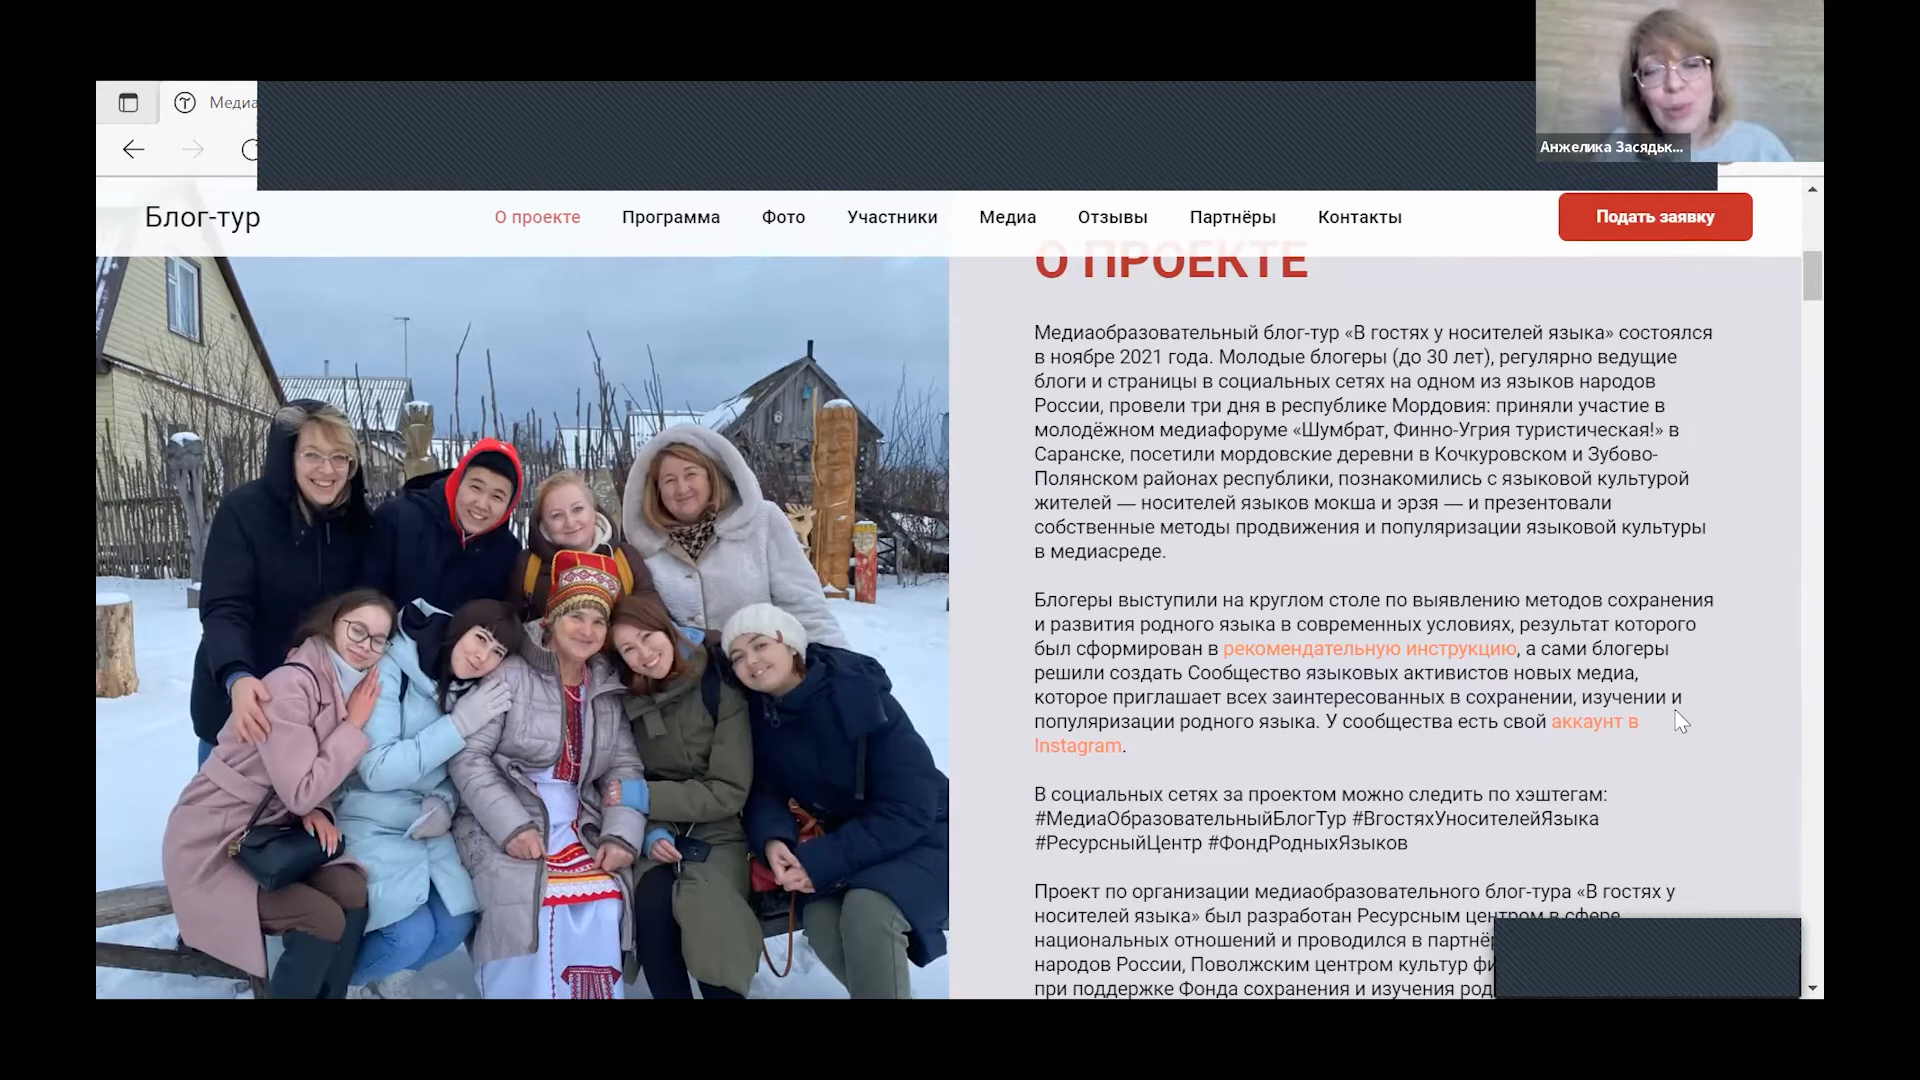 Медиа
Анжелика Засядьк...
Блог-тур
О проекте
Программа
Фото
Участники
Медиа
Отзывы
Партнёры
Контакты
Подать заявку
О ПРОЕКТЕ
Медиаобразовательный блог-тур «В гостях у носителей языка» состоялся
в ноябре 2021 года. Молодые блогеры (до 30 лет), регулярно ведущие
блоги и страницы в социальных сетях на одном из языков народов
России, провели три дня в республике Мордовия: приняли участие в
молодёжном медиафоруме «Шумбрат, Финно-Угрия туристическая!» в
Саранске, посетили мордовские деревни в Кочкуровском и Зубово-
Полянском районах республики, познакомились с языковой культурой
жителей — носителей языков мокша и эрзя — и презентовали
собственные методы продвижения и популяризации языковой культуры
в медиасреде.
Блогеры выступили на круглом столе по выявлению методов сохранения
и развития родного языка в современных условиях, результат которого
был сформирован в рекомендательную инструкцию, а сами блогеры
решили создать Сообщество языковых активистов новых медиа,
которое приглашает всех заинтересованных в сохранении, изучении и
популяризации родного языка. У сообщества есть свой аккаунт в
Instagram.
В социальных сетях за проектом можно следить по хэштегам:
#МедиаОбразовательныйБлогТур #ВгостяхУносителейЯзыка
#РесурсныйЦентр #ФондРодныхЯзыков
Проект по организации медиаобразовательного блог-тура «В гостях у
носителей языка» был разработан Ресурсным центром в сфере
национальных отношений и проводился в партнёр
народов России, Поволжским центром культур фи
при поддержке Фонда сохранения и изучения род